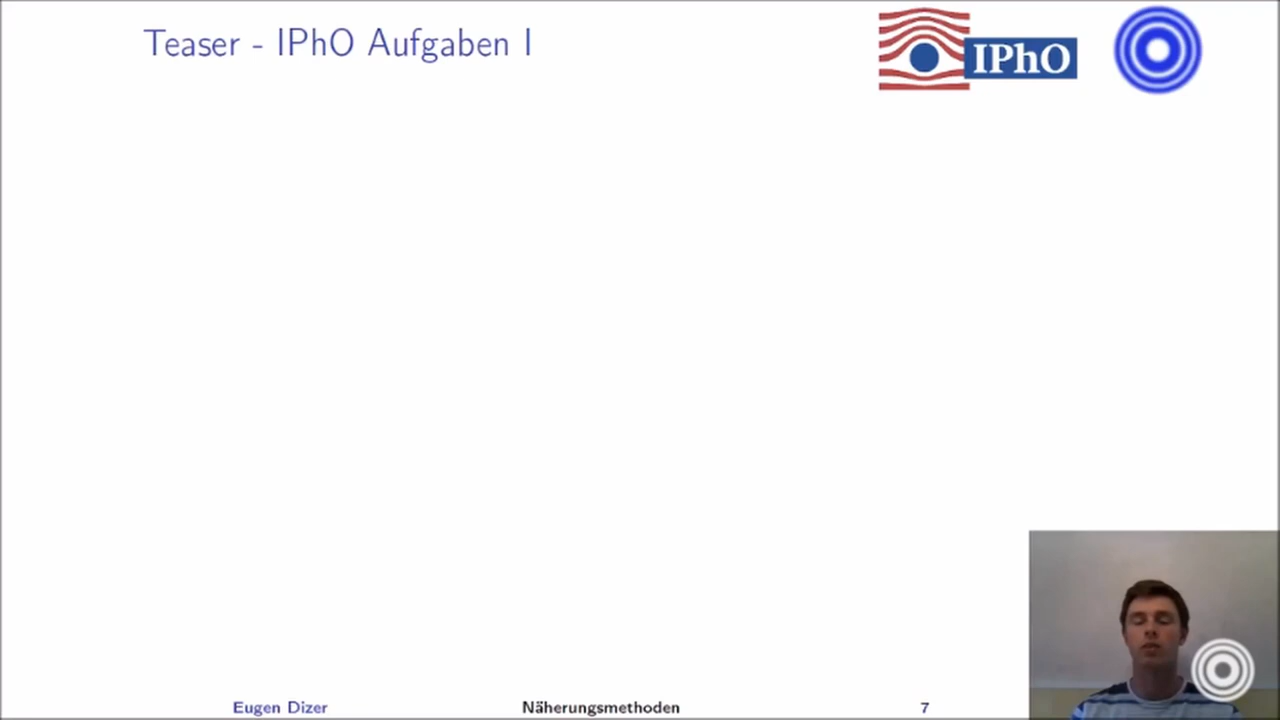 Teaser - IPhO Aufgaben I
IPhO
Eugen Dizer
Näherungsmethoden
7